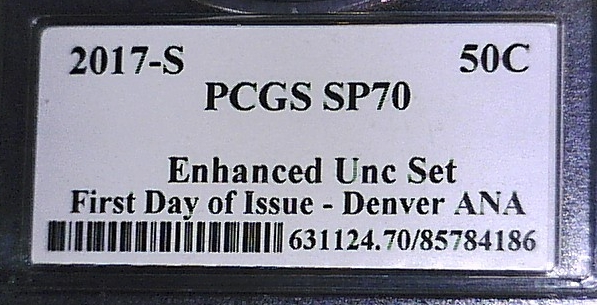 2017-S 50C
PCGS SP70
Enhanced Unc Set
First Day of Issue - Denver ANA
631124.70/85784186